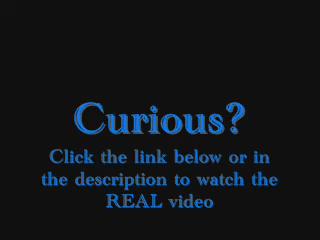 Curious?
Click the link below or in
the description to watch the
REAL video